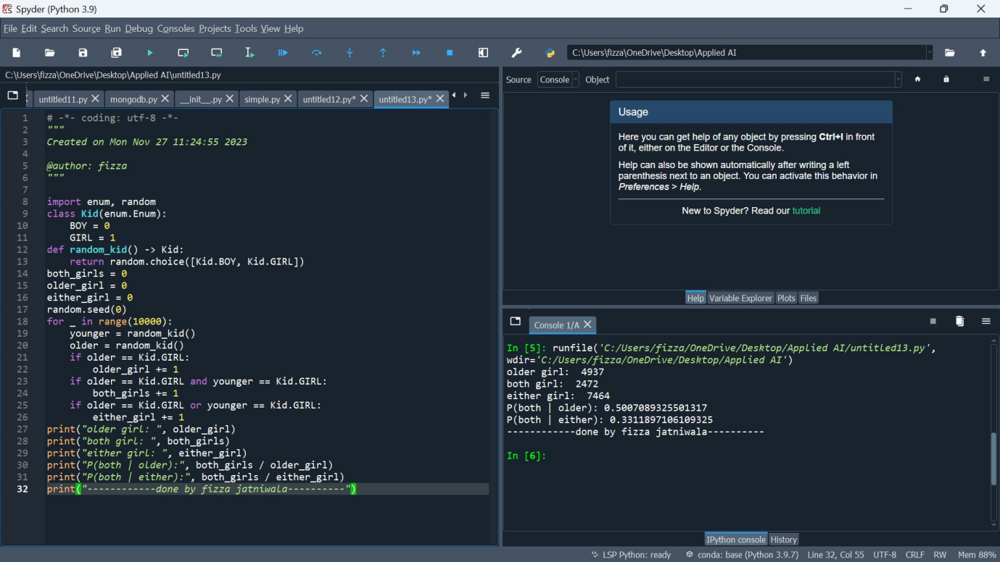 Spyder (Python 3.9)
File Edit Search Source Run Debug Consoles Projects Tools View Help
C:\Users\fizza\OneDrive\Desktop\Applied AI
C:\Users\fizza\OneDrive\Desktop\Applied AI\untitled13.py
untitled11.py mongodb.py __init__.py simple.py untitled12.py* untitled13.py*
1 # -*- coding: utf-8 -*-
2 """
3 Created on Mon Nov 27 11:24:55 2023
4
5 @author: fizza
6 """
7
8 import enum, random
9 class Kid(enum.Enum):
10     BOY = 0
11     GIRL = 1
12 def random_kid() -> Kid:
13     return random.choice([Kid.BOY, Kid.GIRL])
14 both_girls = 0
15 older_girl = 0
16 either_girl = 0
17 random.seed(0)
18 for _ in range(10000):
19     younger = random_kid()
20     older = random_kid()
21     if older == Kid.GIRL:
22         older_girl += 1
23     if older == Kid.GIRL and younger == Kid.GIRL:
24         both_girls += 1
25     if older == Kid.GIRL or younger == Kid.GIRL:
26         either_girl += 1
27 print("older girl: ", older_girl)
28 print("both girl: ", both_girls)
29 print("either girl: ", either_girl)
30 print("P(both | older):", both_girls / older_girl)
31 print("P(both | either):", both_girls / either_girl)
32 print("------------done by fizza jatniwala----------")
Source Console Object
Usage
Here you can get help of any object by pressing Ctrl+I in front
of it, either on the Editor or the Console.
Help can also be shown automatically after writing a left
parenthesis next to an object. You can activate this behavior in
Preferences > Help.
New to Spyder? Read our tutorial
Help Variable Explorer Plots Files
Console 1/A
In [5]: runfile('C:/Users/fizza/OneDrive/Desktop/Applied AI/untitled13.py',
wdir='C:/Users/fizza/OneDrive/Desktop/Applied AI')
older girl:  4937
both girl:  2472
either girl:  7464
P(both | older): 0.5007089325501317
P(both | either): 0.3311897106109325
------------done by fizza jatniwala----------
In [6]:
IPython console History
LSP Python: ready conda: base (Python 3.9.7) Line 32, Col 55 UTF-8 CRLF RW Mem 88%